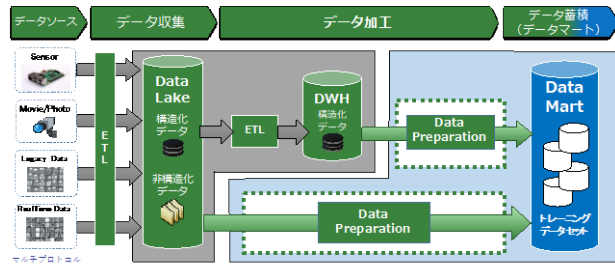 データソース
データ収集
データ加工
データ蓄積
(データマート)
Sensor
Movie/Photo
Legacy Data
RealTime Data
マルチプロトコル
ETL
Data
Lake
構造化
データ
非構造化
データ
ETL
DWH
構造化
データ
Data
Preparation
Data
Preparation
Data
Mart
トレーニング
データセット